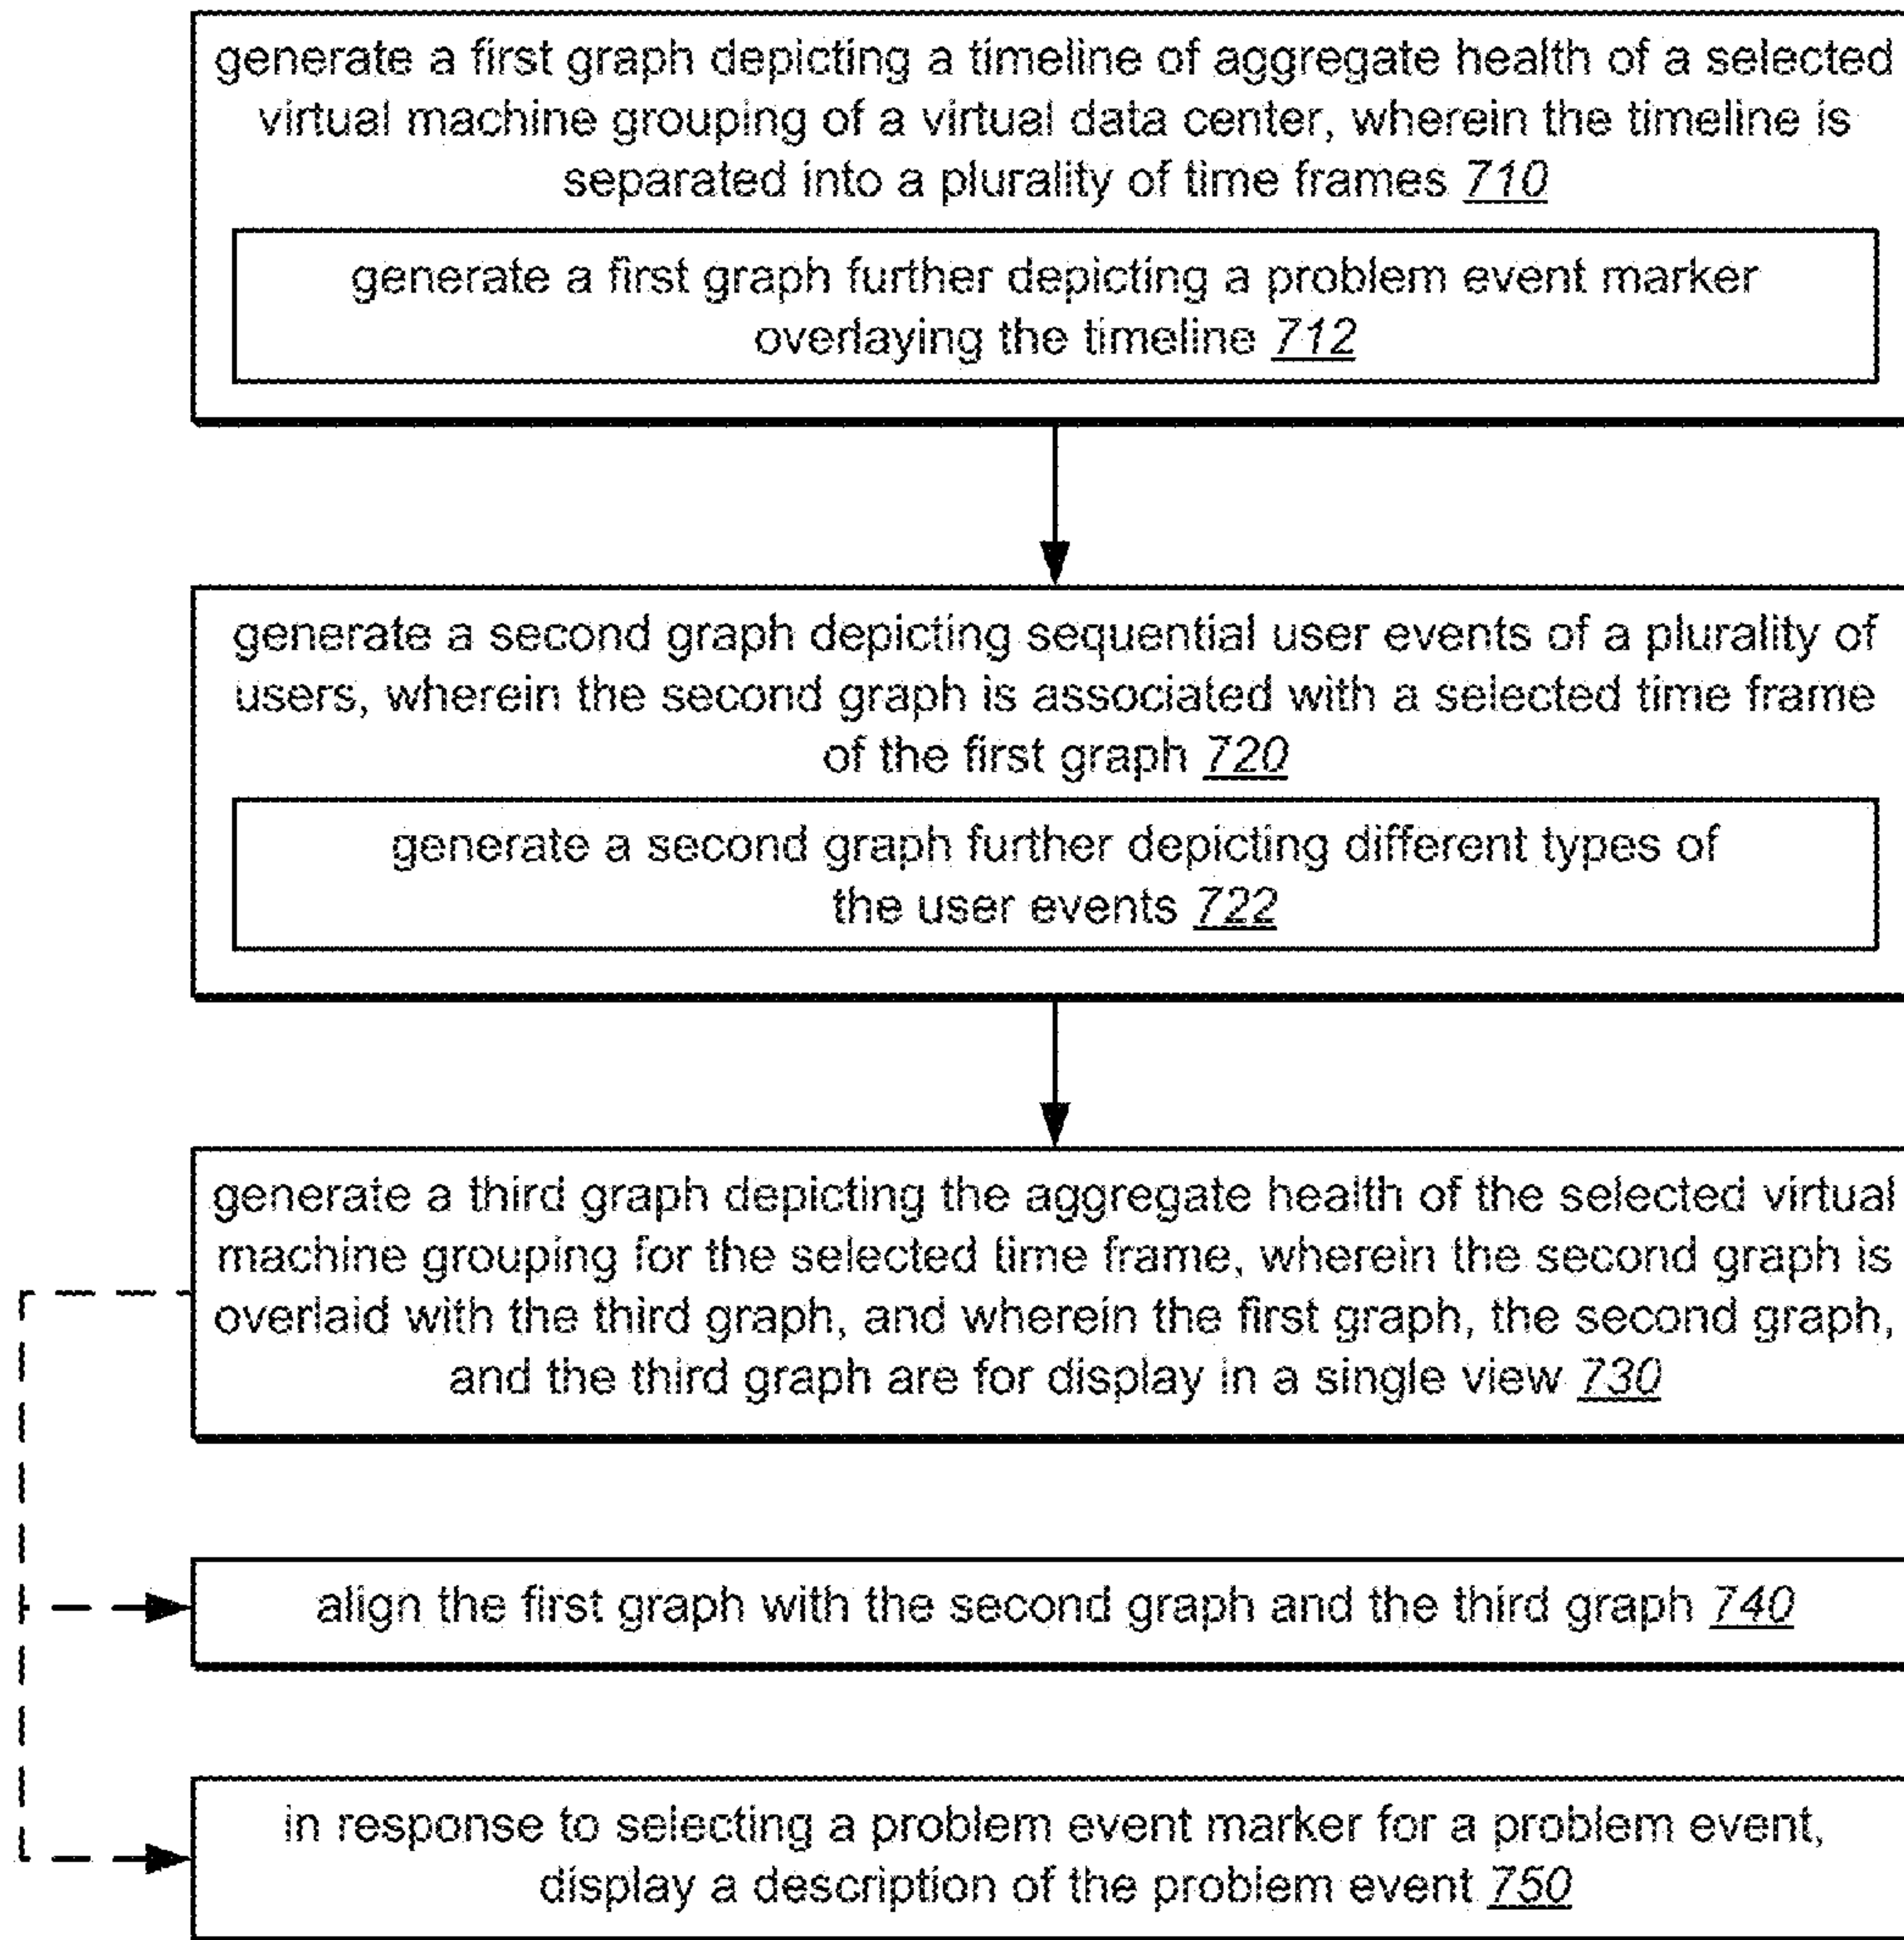 generate a first graph depicting a timeline of aggregate health of a selected
virtual machine grouping of a virtual data center, wherein the timeline is
separated into a plurality of time frames 710
generate a first graph further depicting a problem event marker
overlaying the timeline 712
generate a second graph depicting sequential user events of a plurality of
users, wherein the second graph is associated with a selected time frame
of the first graph 720
generate a second graph further depicting different types of
the user events 722
generate a third graph depicting the aggregate health of the selected virtual
machine grouping for the selected time frame, wherein the second graph is
overlaid with the third graph, and wherein the first graph, the second graph,
and the third graph are for display in a single view 730
align the first graph with the second graph and the third graph 740
in response to selecting a problem event marker for a problem event,
display a description of the problem event 750